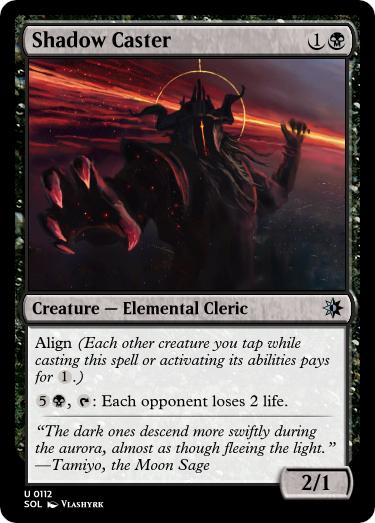 Shadow Caster 1
Creature — Elemental Cleric
Align (Each other creature you tap while
casting this spell or activating its abilities pays
for 1.)
5, : Each opponent loses 2 life.
“The dark ones descend more swiftly during
the aurora, almost as though fleeing the light.”
—Tamiyo, the Moon Sage
2/1
U 0112
SOL Vlashyrk